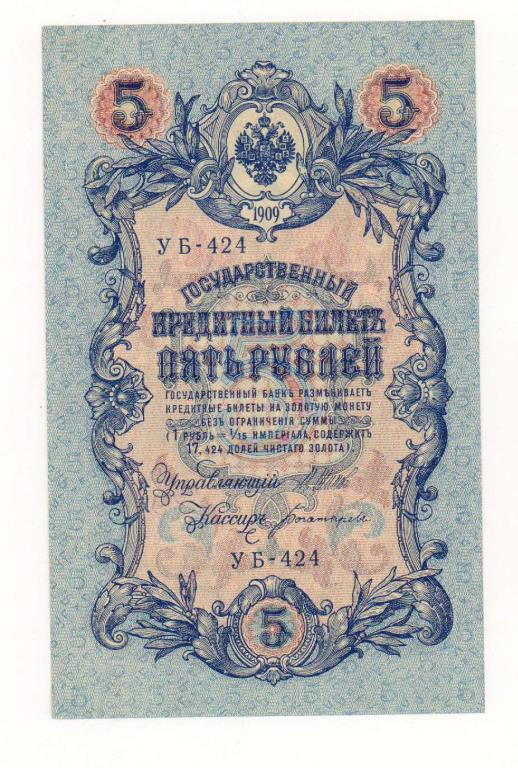 5 5
1909
УБ-424
ГОСУДАРСТВЕННЫЙ
КРЕДИТНЫЙ БИЛЕТЪ
ПЯТЬ РУБЛЕЙ
ГОСУДАРСТВЕННЫЙ БАНКЪ РАЗМѢНИВАЕТЪ
КРЕДИТНЫЕ БИЛЕТЫ НА ЗОЛОТУЮ МОНЕТУ
БЕЗЪ ОГРАНИЧЕНІЯ СУММЫ
(1 РУБЛЬ = 1/15 ИМПЕРІАЛА, СОДЕРЖИТЪ
17,424 ДОЛЕЙ ЧИСТАГО ЗОЛОТА).
Управляющій
Кассиръ Богатыревъ
УБ-424
5